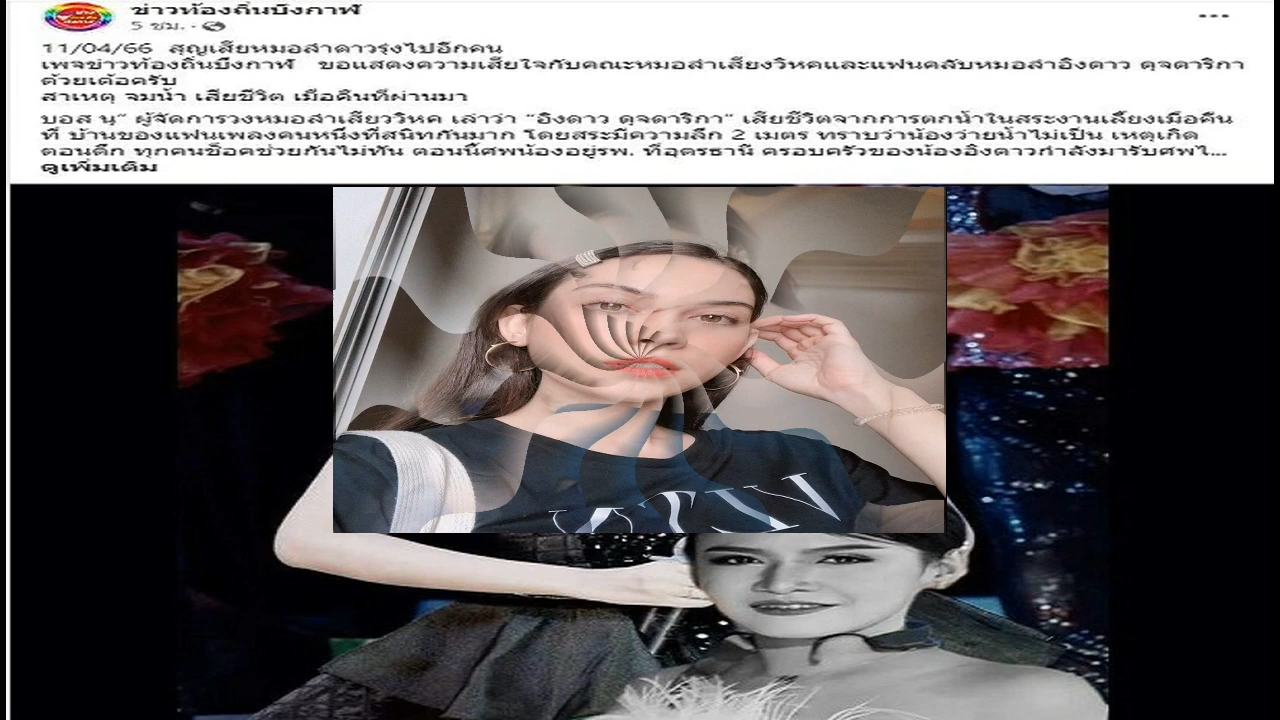 ข่าวท้องถิ่นบึงกาฬ
5 ชม.
11/04/66 สูญเสียหมอลำดาวรุ่งไปอีกคน
เพจข่าวท้องถิ่นบึงกาฬ ขอแสดงความเสียใจกับคณะหมอลำเสียงวิหคและแฟนคลับหมอลำอิงดาว ดุจดาริกา
ด้วยเด้อครับ
สาเหตุ จมน้ำ เสียชีวิต เมื่อคืนที่ผ่านมา
บอส นุ" ผู้จัดการวงหมอลำเสียววิหค เล่าว่า "อิงดาว ดุจดาริกา" เสียชีวิตจากการตกน้ำในสระงานเลี้ยงเมื่อคืน
ที่ บ้านของแฟนเพลงคนหนึ่งที่สนิทกันมาก โดยสระมีความลึก 2 เมตร ทราบว่าน้องว่ายน้ำไม่เป็น เหตุเกิด
ตอนดึก ทุกคนช็อคช่วยกันไม่ทัน ตอนนี้ศพน้องอยู่รพ. ที่อุดรธานี ครอบครัวของน้องอิงดาวกำลังมารับศพไ...
ดูเพิ่มเติม